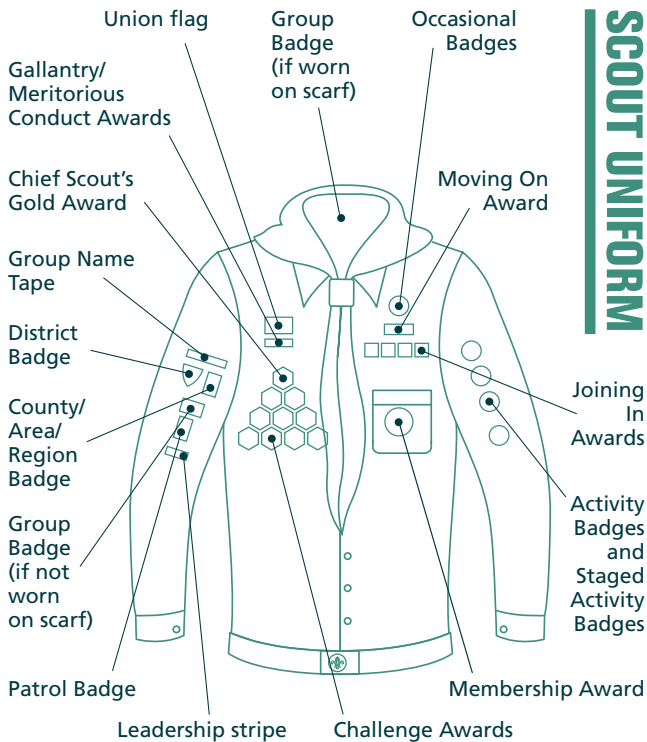 SCOUT UNIFORM
Union flag
Group
Badge
(if worn
on scarf)
Occasional
Badges
Gallantry/
Meritorious
Conduct Awards
Chief Scout's
Gold Award
Moving On
Award
Group Name
Tape
District
Badge
County/
Area/
Region
Badge
Group
Badge
(if not
worn
on scarf)
Joining
In
Awards
Activity
Badges
and
Staged
Activity
Badges
Patrol Badge
Membership Award
Leadership stripe
Challenge Awards